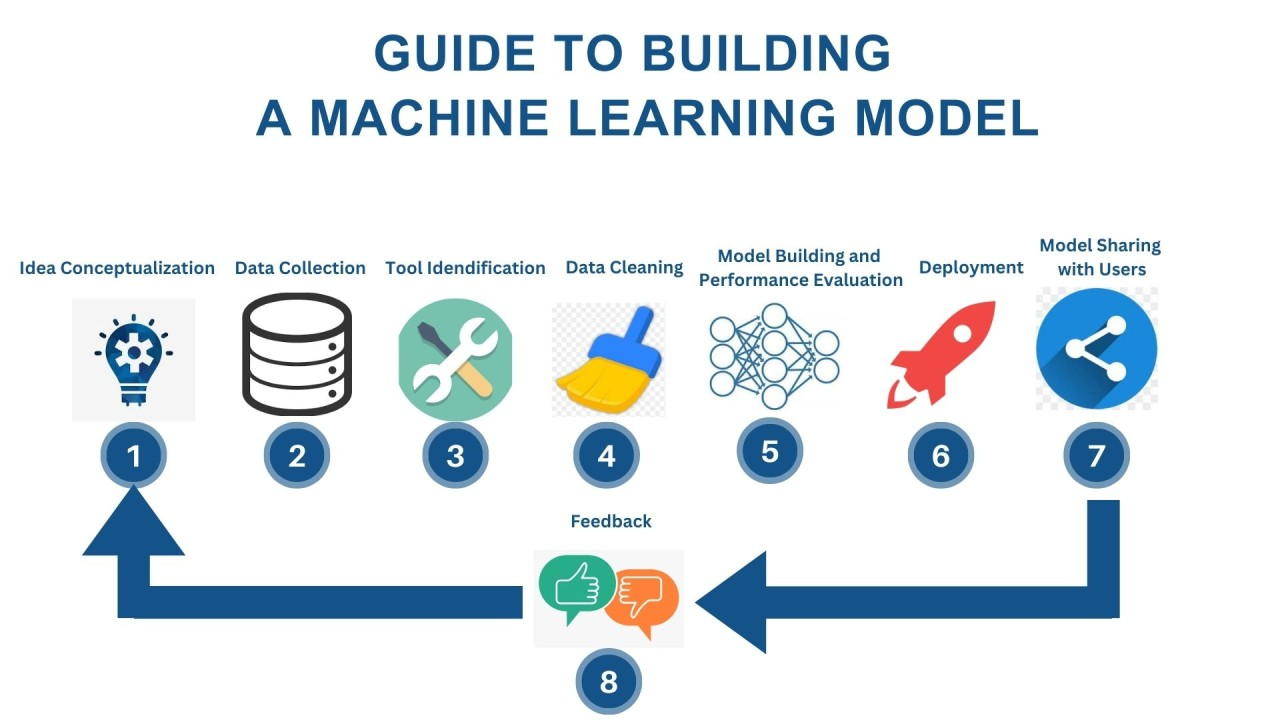 GUIDE TO BUILDING
A MACHINE LEARNING MODEL
Idea Conceptualization
Data Collection
Tool Idendification
Data Cleaning
Model Building and
Performance Evaluation
Deployment
Model Sharing
with Users
1
2
3
4
5
6
7
Feedback
8